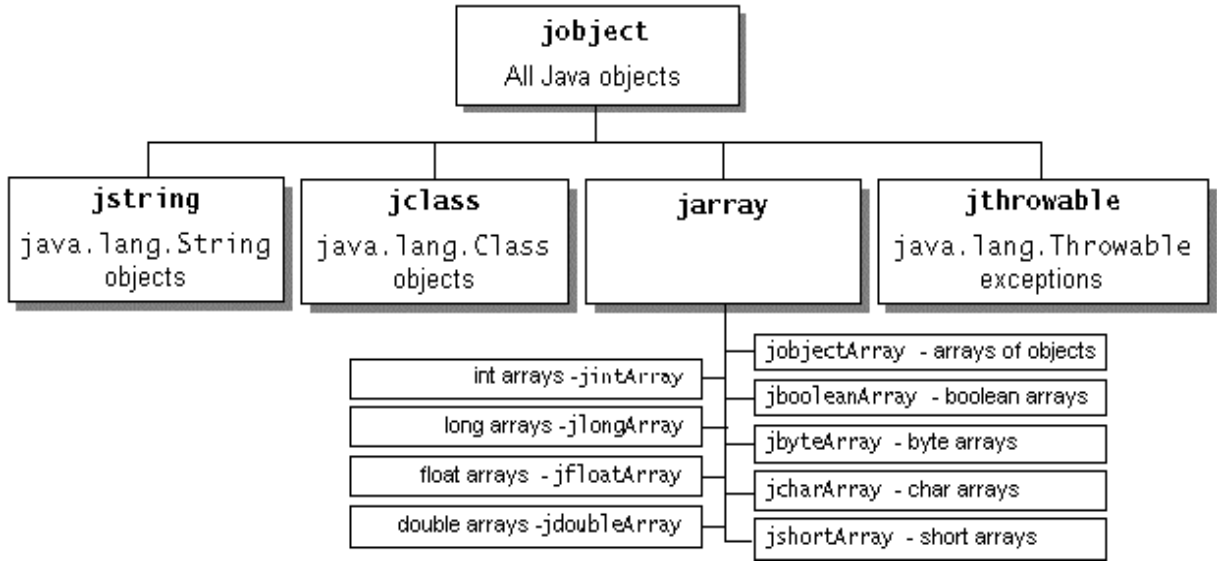 jobject
All Java objects
jstring
java.lang.String
objects
jclass
java.lang.Class
objects
jarray
jthrowable
java.lang.Throwable
exceptions
int arrays -jintArray
long arrays -jlongArray
float arrays -jfloatArray
double arrays -jdoubleArray
jobjectArray - arrays of objects
jbooleanArray - boolean arrays
jbyteArray - byte arrays
jcharArray - char arrays
jshortArray - short arrays